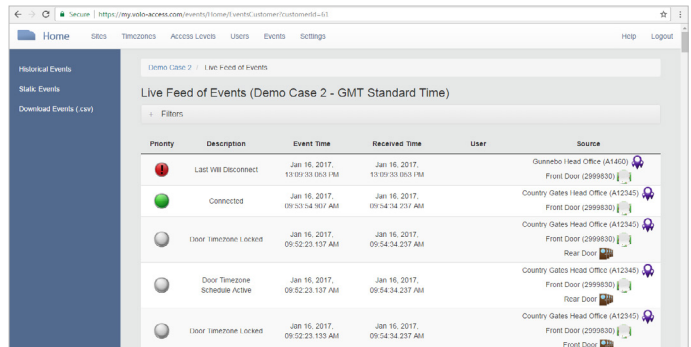 Secure https://my.volo-access.com/events/Home/EventsCustomer?customerId=61
Home Sites Timezones Access Levels Users Events Settings Help Logout
Historical Events
Static Events
Download Events (.csv)
Demo Case 2 / Live Feed of Events
Live Feed of Events (Demo Case 2 - GMT Standard Time)
Filters
Priority Description Event Time Received Time User Source
Last Will Disconnect Jan 16, 2017, 13:09:33.053 PM Jan 16, 2017, 13:09:33.053 PM Gunnebo Head Office (A1460)
Front Door (2999830)
Connected Jan 16, 2017, 09:53:54.907 AM Jan 16, 2017, 09:54:34.237 AM Country Gates Head Office (A12345)
Front Door (2999830)
Door Timezone Locked Jan 16, 2017, 09:52:23.137 AM Jan 16, 2017, 09:54:34.237 AM Country Gates Head Office (A12345)
Front Door (2999830)
Rear Door
Door Timezone Schedule Active Jan 16, 2017, 09:52:23.137 AM Jan 16, 2017, 09:54:34.237 AM Country Gates Head Office (A12345)
Front Door (2999830)
Rear Door
Door Timezone Locked Jan 16, 2017, 09:52:23.133 AM Jan 16, 2017, 09:54:34.237 AM Country Gates Head Office (A12345)
Front Door (2999830)
Front Door